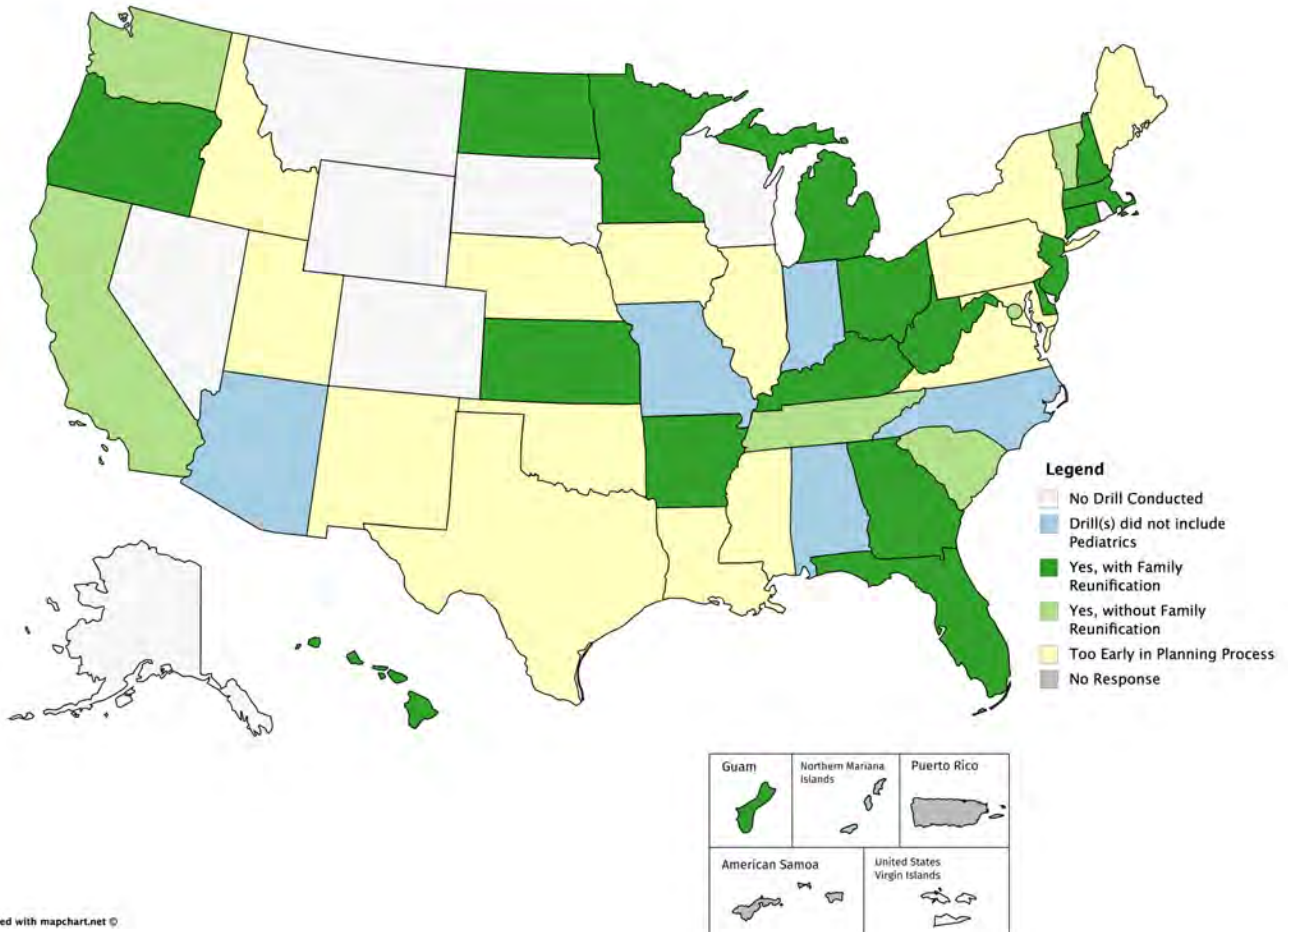 Legend
No Drill Conducted
Drill(s) did not include
Pediatrics
Yes, with Family
Reunification
Yes, without Family
Reunification
Too Early in Planning Process
No Response
Guam
Northern Mariana
Islands
Puerto Rico
American Samoa
United States
Virgin Islands
ed with mapchart.net ©